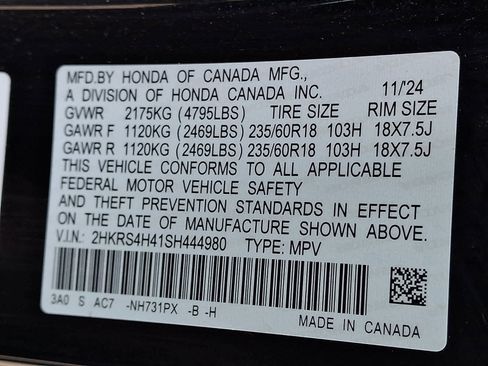 MFD.BY HONDA OF CANADA MFG.,
A DIVISION OF HONDA CANADA INC. 11/'24
GVWR 2175KG (4795LBS) TIRE SIZE RIM SIZE
GAWR F 1120KG (2469LBS) 235/60R18 103H 18X7.5J
GAWR R 1120KG (2469LBS) 235/60R18 103H 18X7.5J
THIS VEHICLE CONFORMS TO ALL APPLICABLE
FEDERAL MOTOR VEHICLE SAFETY
AND THEFT PREVENTION STANDARDS IN EFFECT
ON THE DATE OF MANUFACTURE SHOWN ABOVE.
V.I.N.: 2HKRS4H41SH444980 TYPE: MPV
3A0 S AC7 -NH731PX -B -H
MADE IN CANADA